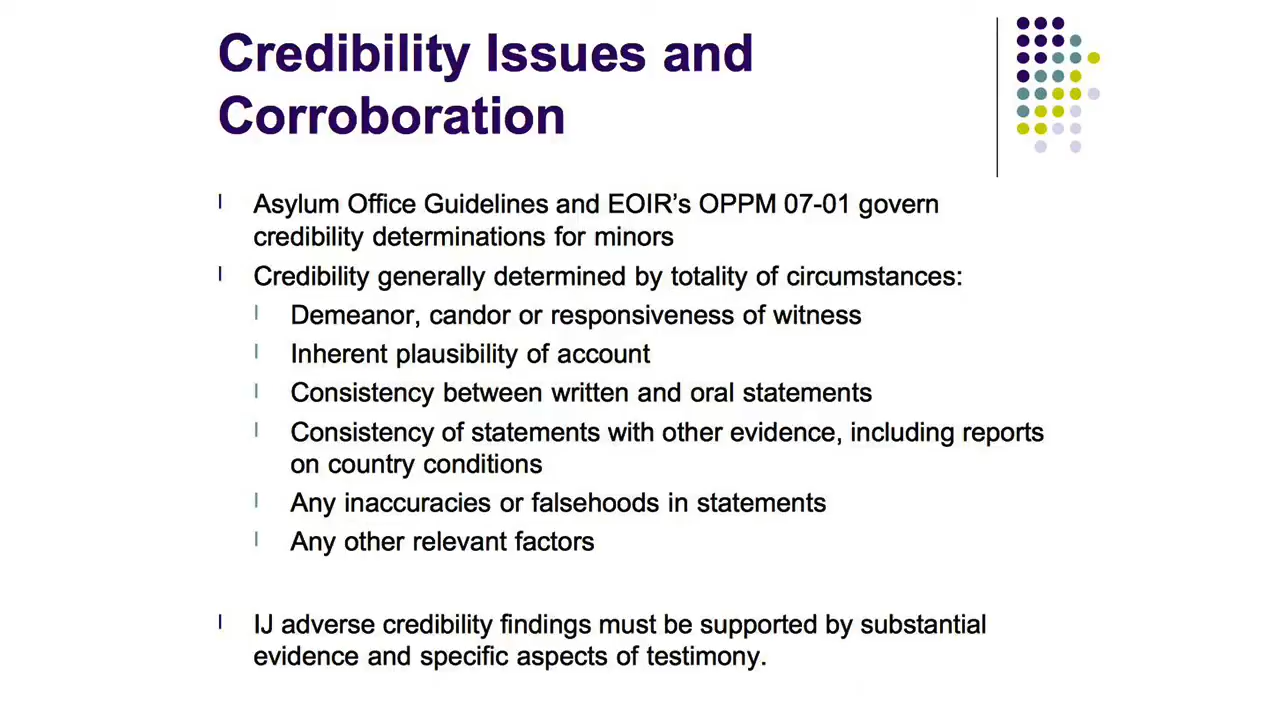 Credibility Issues and
Corroboration
Asylum Office Guidelines and EOIR's OPPM 07-01 govern
credibility determinations for minors
Credibility generally determined by totality of circumstances:
Demeanor, candor or responsiveness of witness
Inherent plausibility of account
Consistency between written and oral statements
Consistency of statements with other evidence, including reports
on country conditions
Any inaccuracies or falsehoods in statements
Any other relevant factors
IJ adverse credibility findings must be supported by substantial
evidence and specific aspects of testimony.